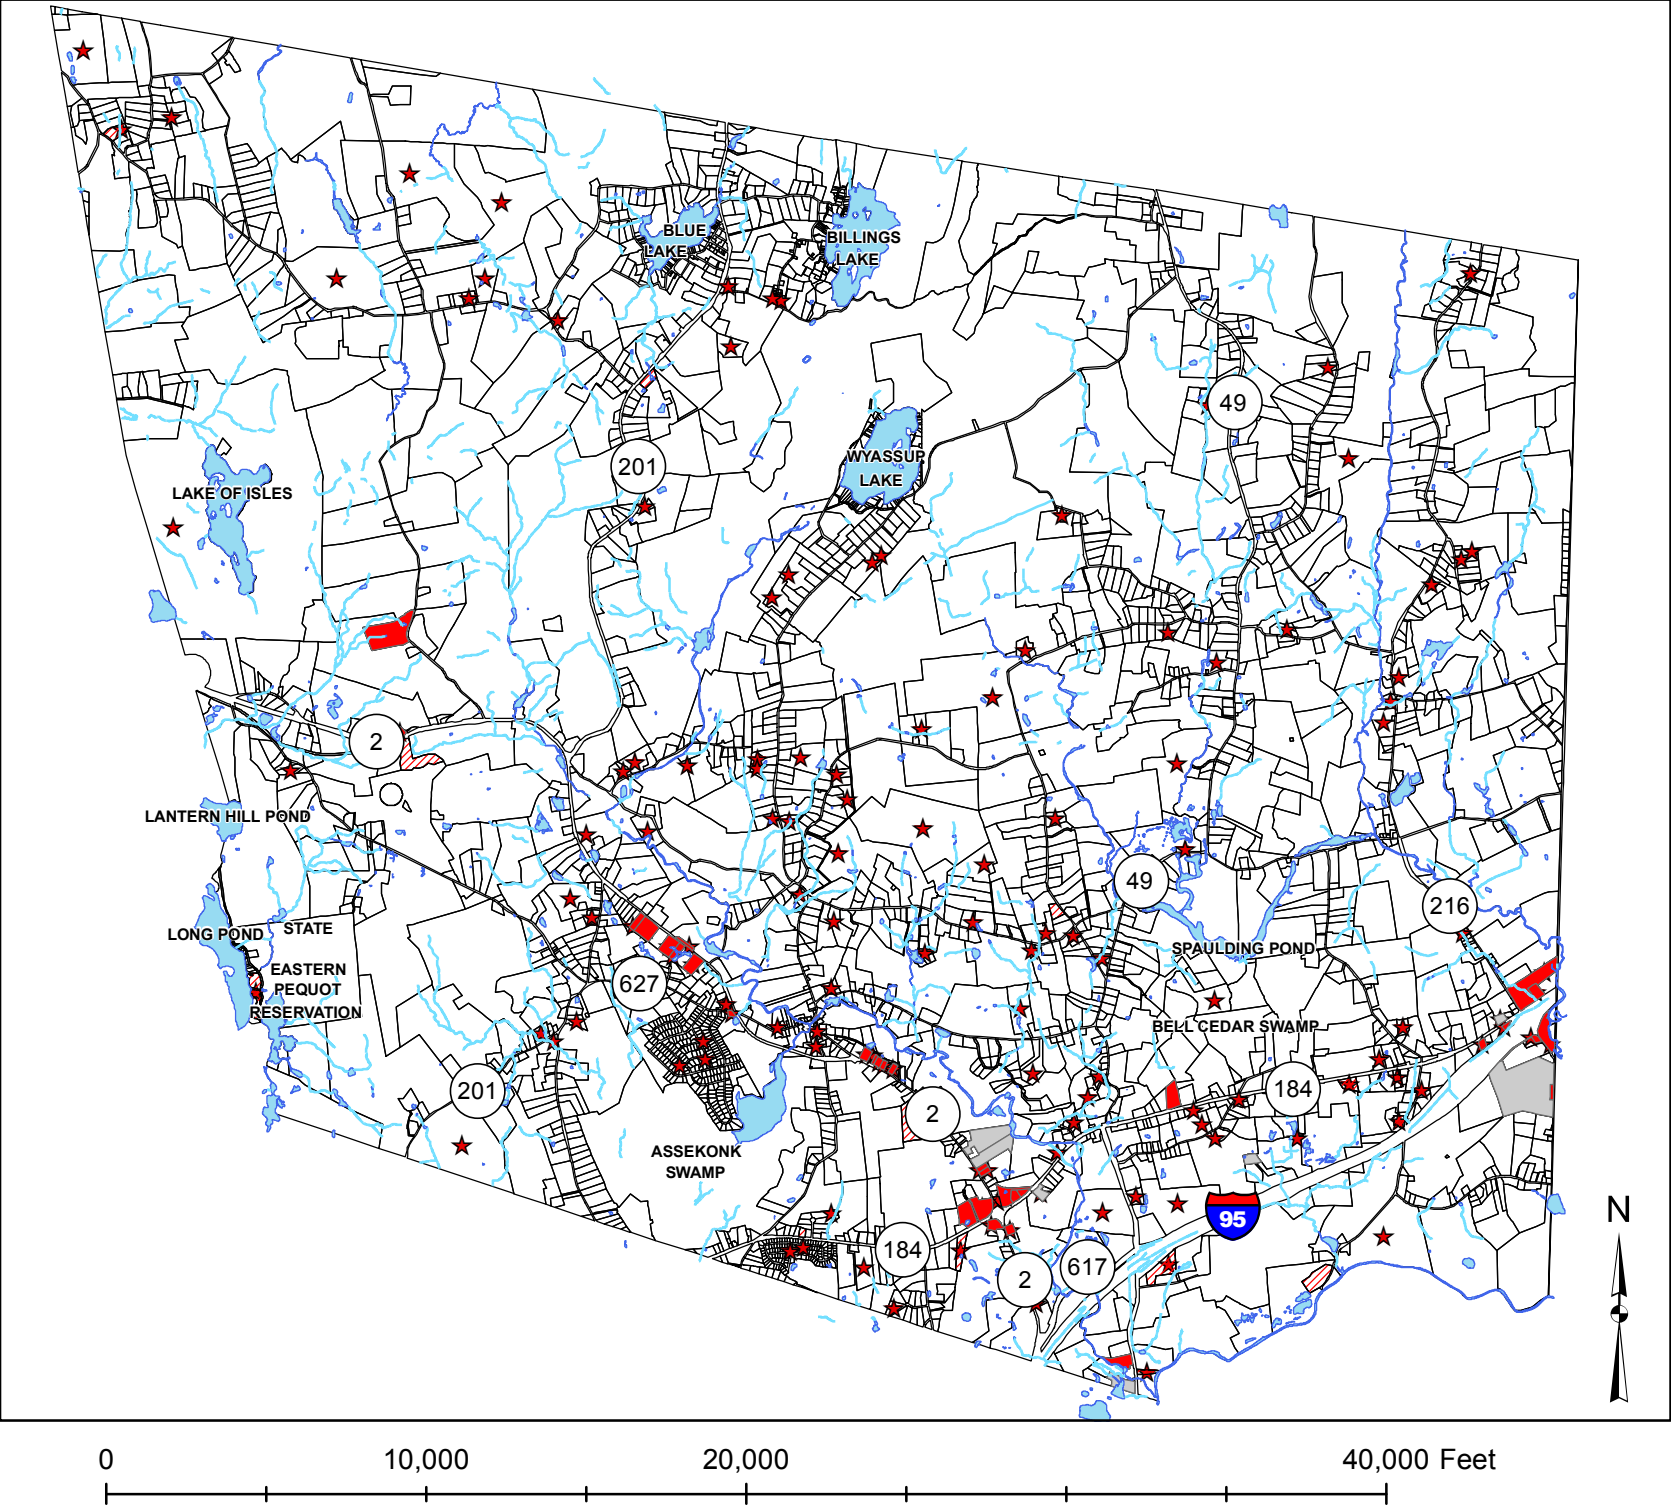 BLUE
LAKE
BILLINGS
LAKE
49
201
WYASSUP
LAKE
LAKE OF ISLES
2
LANTERN HILL POND
49
216
LONG POND
STATE
SPAULDING POND
EASTERN
PEQUOT
RESERVATION
627
BELL CEDAR SWAMP
201
184
2
ASSEKONK
SWAMP
N
95
184
2
617
0
10,000
20,000
40,000 Feet